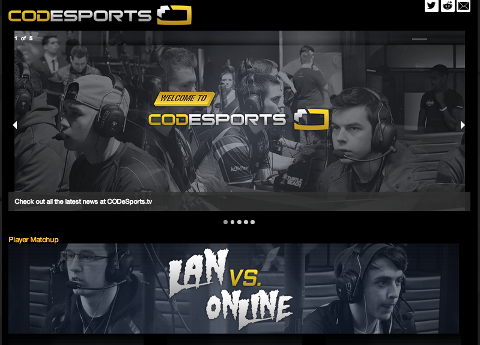 CODESPORTS
1 of 5
WELCOME TO
CODESPORTS
Check out all the latest news at CODeSports.tv
Player Matchup
LAN VS.
ONLINE